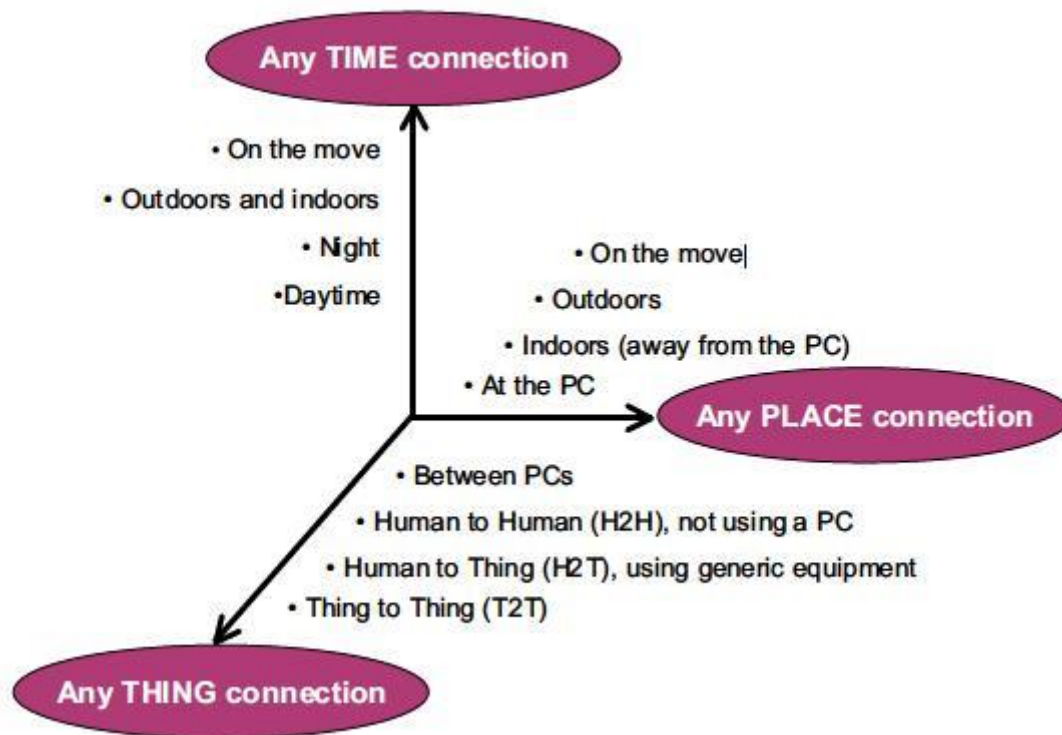 Any TIME connection
• On the move
• Outdoors and indoors
• Night
•Daytime
• On the move
• Outdoors
• Indoors (away from the PC)
• At the PC
Any PLACE connection
• Between PCs
• Human to Human (H2H), not using a PC
• Human to Thing (H2T), using generic equipment
• Thing to Thing (T2T)
Any THING connection